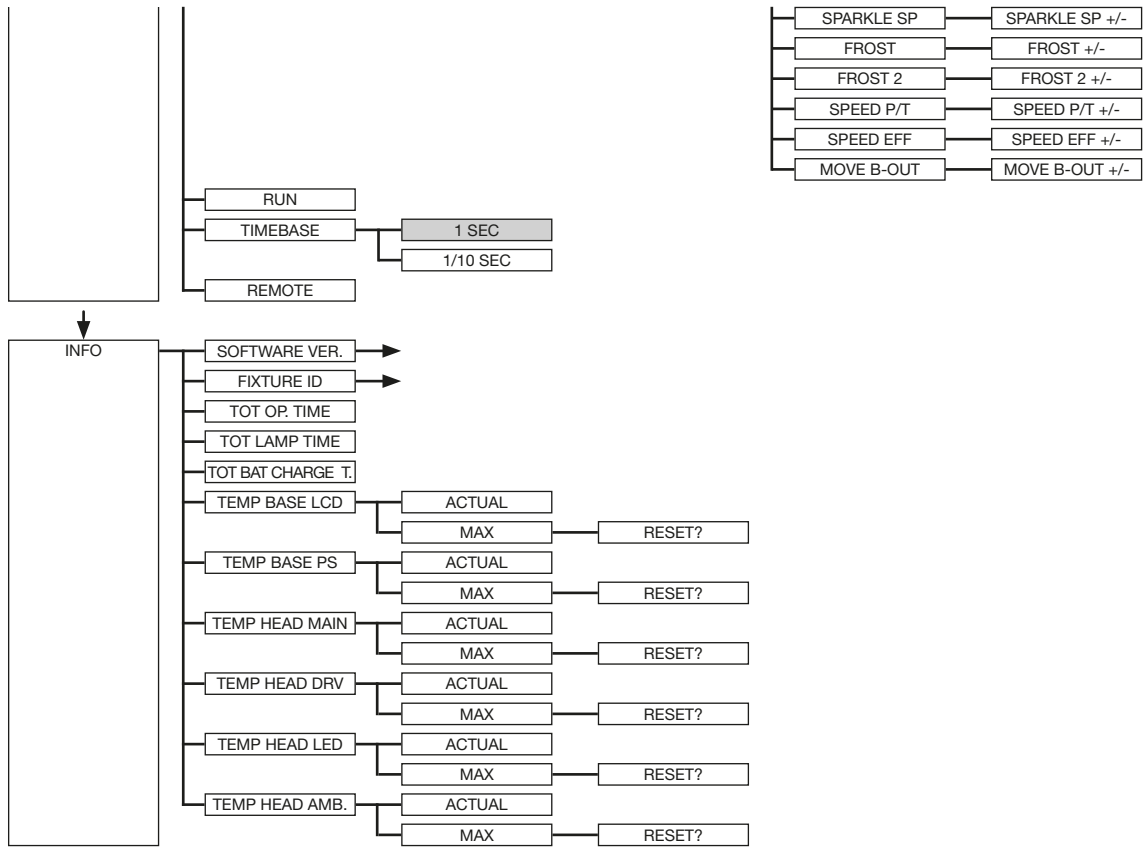 SPARKLE SP SPARKLE SP +/-
FROST FROST +/-
FROST 2 FROST 2 +/-
SPEED P/T SPEED P/T +/-
SPEED EFF SPEED EFF +/-
MOVE B-OUT MOVE B-OUT +/-
RUN
TIMEBASE 1 SEC
1/10 SEC
REMOTE
INFO SOFTWARE VER.
FIXTURE ID
TOT OP. TIME
TOT LAMP TIME
TOT BAT CHARGE T.
TEMP BASE LCD ACTUAL
MAX RESET?
TEMP BASE PS ACTUAL
MAX RESET?
TEMP HEAD MAIN ACTUAL
MAX RESET?
TEMP HEAD DRV ACTUAL
MAX RESET?
TEMP HEAD LED ACTUAL
MAX RESET?
TEMP HEAD AMB. ACTUAL
MAX RESET?